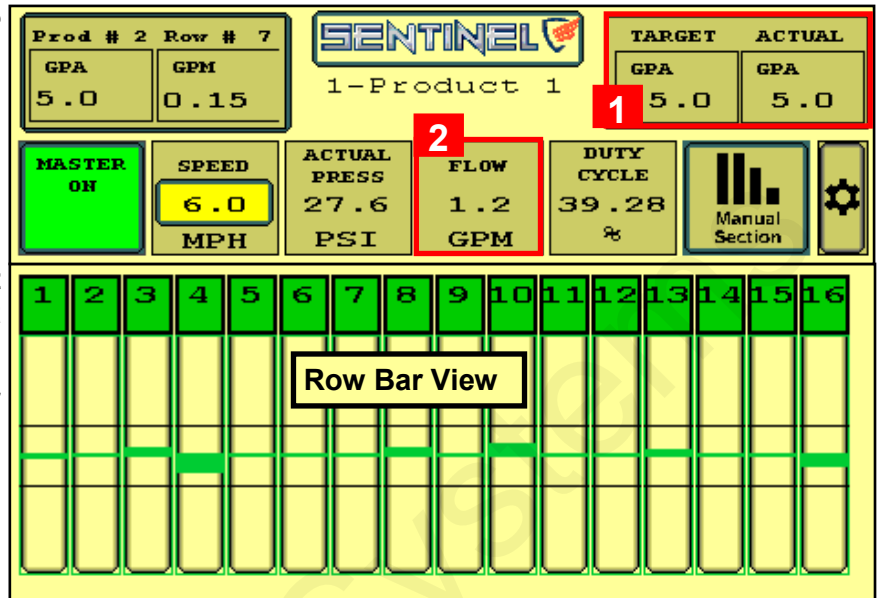 Prod # 2 Row # 7
GPA GPM
5.0 0.15
SENTINEL
1-Product 1
TARGET ACTUAL
GPA GPA
1
5.0 5.0
MASTER
ON
SPEED
6.0
MPH
ACTUAL
PRESS
27.6
PSI
2
FLOW
1.2
GPM
DUTY
CYCLE
39.28
%
Manual
Section
1 2 3 4 5 6 7 8 9 10 11 12 13 14 15 16
Row Bar View
Systems